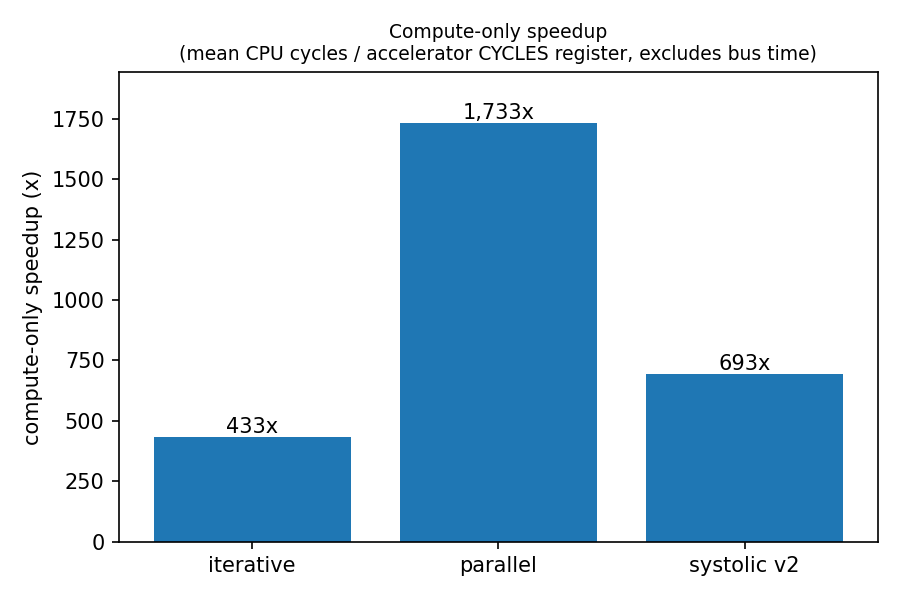 Compute-only speedup
(mean CPU cycles / accelerator CYCLES register, excludes bus time)
compute-only speedup (x)
1750
1500
1250
1000
750
500
250
0
433x
1,733x
693x
iterative
parallel
systolic v2